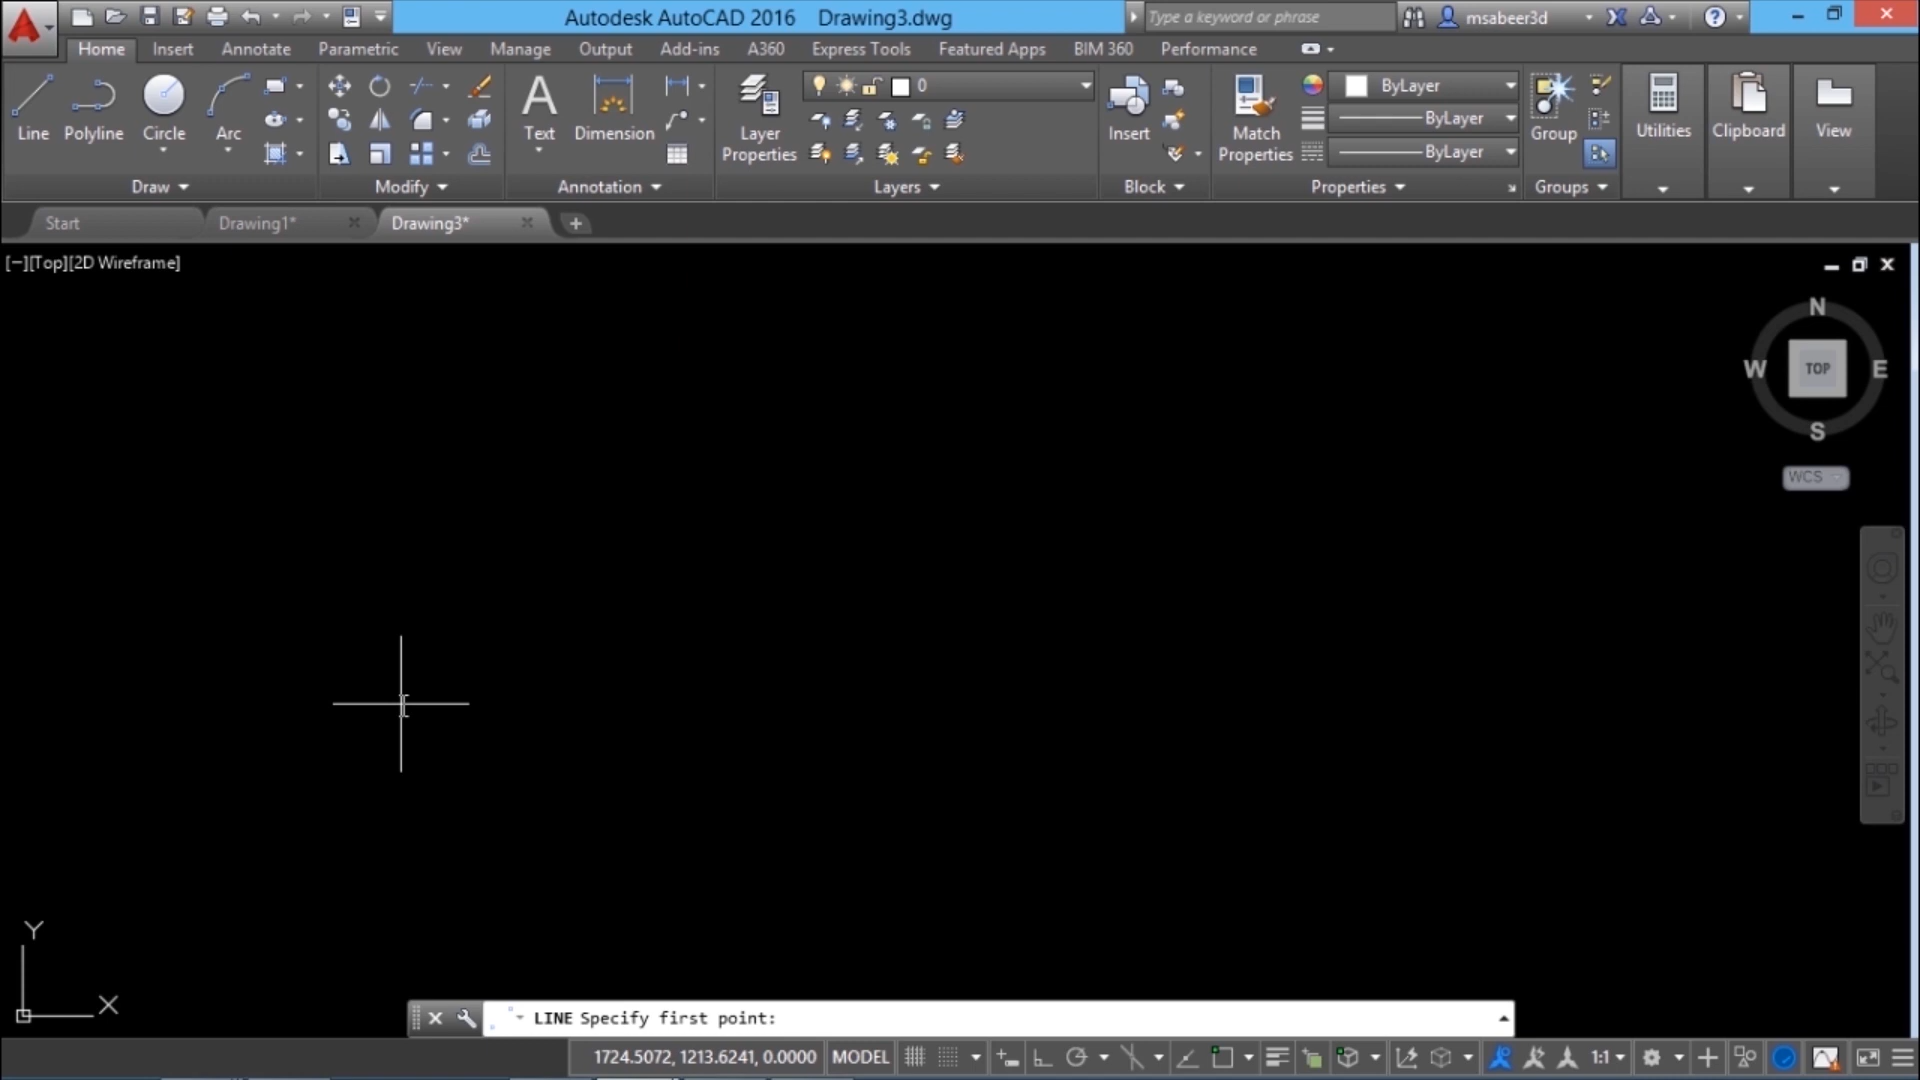 Autodesk AutoCAD 2016 Drawing3.dwg
Type a keyword or phrase
msabeer3d
Home Insert Annotate Parametric View Manage Output Add-ins A360 Express Tools Featured Apps BIM 360 Performance
Line Polyline Circle Arc
Text Dimension
Layer Properties
0
Insert
Match Properties
ByLayer
ByLayer
ByLayer
Group
Utilities
Clipboard
View
Draw Modify Annotation Layers Block Properties Groups
Start Drawing1* Drawing3*
[−][Top][2D Wireframe]
N
W TOP E
S
WCS
Y
X
LINE Specify first point:
1724.5072, 1213.6241, 0.0000 MODEL 1:1